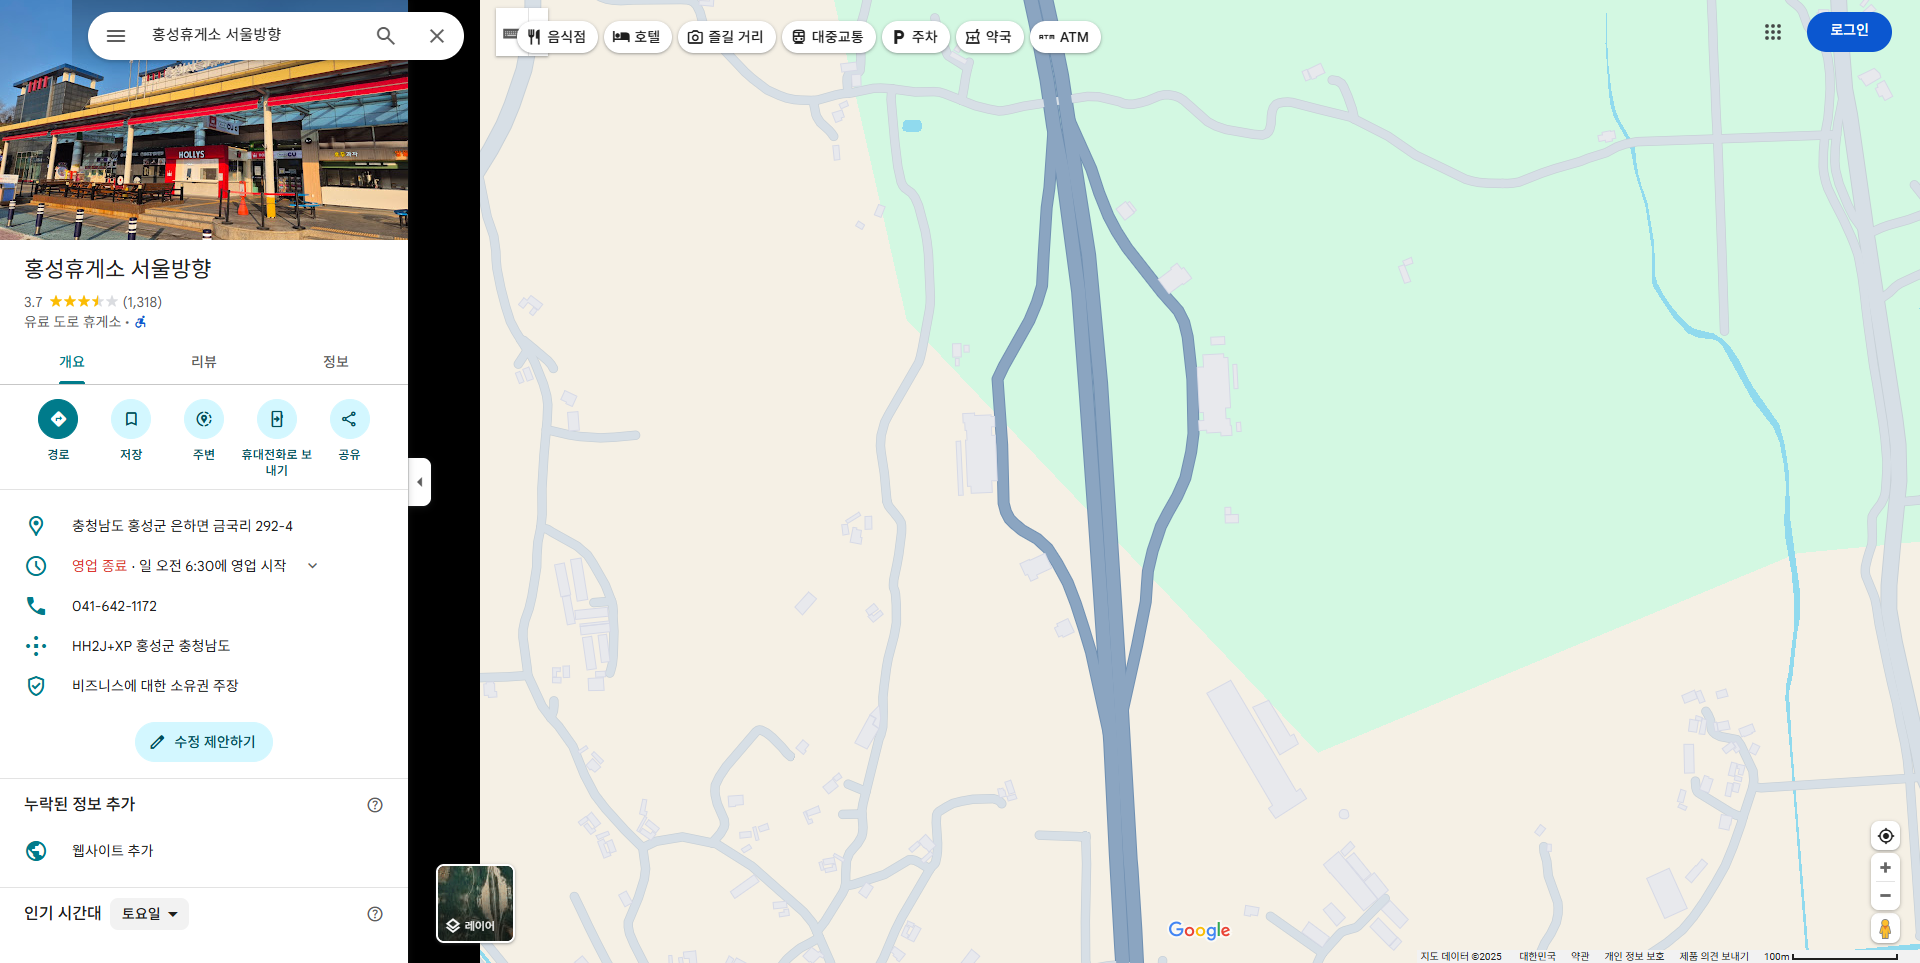 홍성휴게소 서울방향
음식점
호텔
즐길 거리
대중교통
주차
약국
ATM ATM
로그인
HOLLYS
CU
홍성휴게소 서울방향
3.7 (1,318)
유료 도로 휴게소 ·
개요
리뷰
정보
경로
저장
주변
휴대전화로 보
내기
공유
충청남도 홍성군 은하면 금국리 292-4
영업 종료 · 일 오전 6:30에 영업 시작
041-642-1172
HH2J+XP 홍성군 충청남도
비즈니스에 대한 소유권 주장
수정 제안하기
누락된 정보 추가
웹사이트 추가
인기 시간대 토요일
레이어
Google
지도 데이터 ©2025 대한민국 약관 개인 정보 보호 제품 의견 보내기 100m